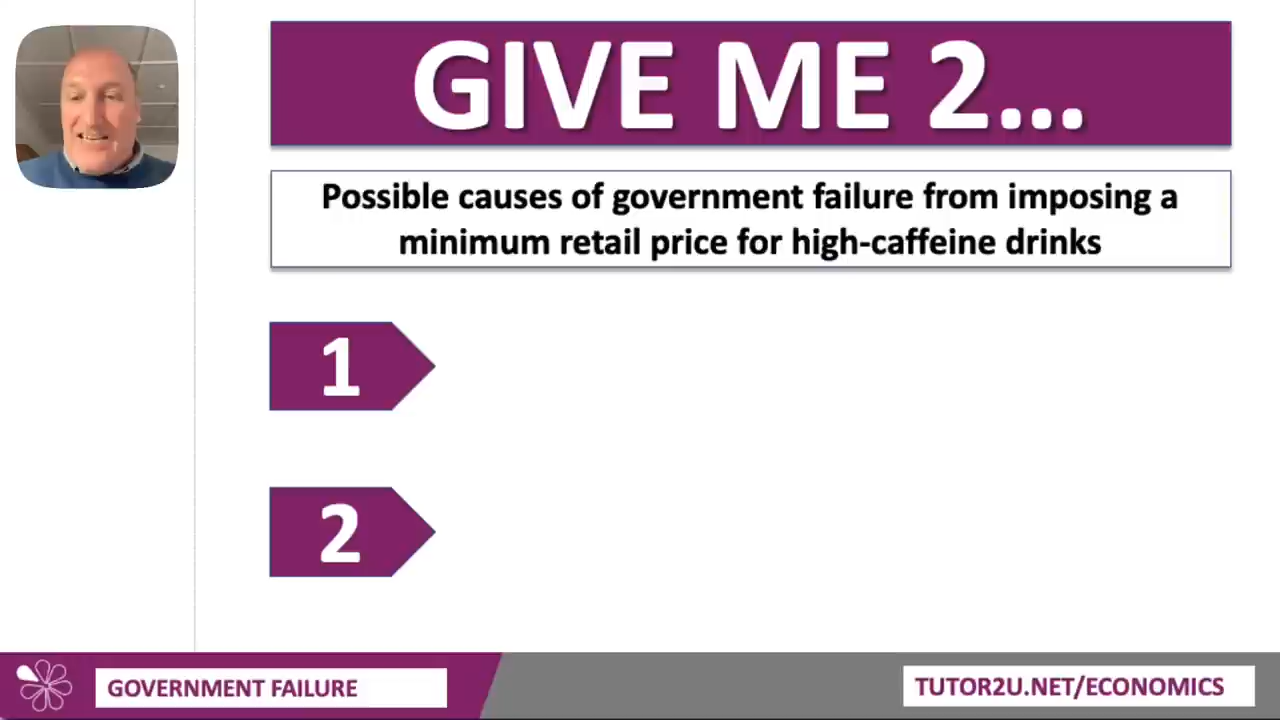 GIVE ME 2...
Possible causes of government failure from imposing a
minimum retail price for high-caffeine drinks
1
2
GOVERNMENT FAILURE
TUTOR2U.NET/ECONOMICS